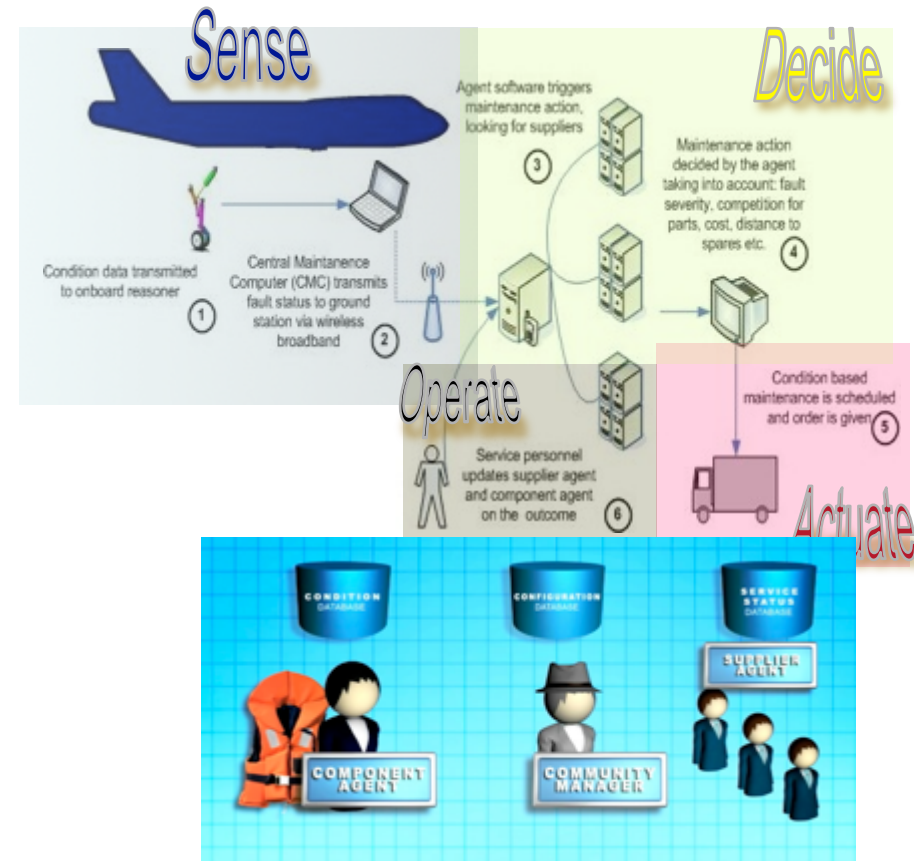 Sense
Decide
Agent software triggers
maintenance action,
looking for suppliers
3
Maintenance action
decided by the agent
taking into account: fault
severity, competition for
parts, cost, distance to
spares etc.
4
Condition data transmitted
to onboard reasoner
1
Central Maintanence
Computer (CMC) transmits
fault status to ground
station via wireless
broadband
2
Operate
Condition based
maintenance is scheduled
and order is given
5
Service personnel
updates supplier agent
and component agent
on the outcome
6
Actuate
CONDITION
DATABASE
CONFIGURATION
DATABASE
SERVICE
STATUS
DATABASE
SUPPLIER
AGENT
COMPONENT
AGENT
COMMUNITY
MANAGER